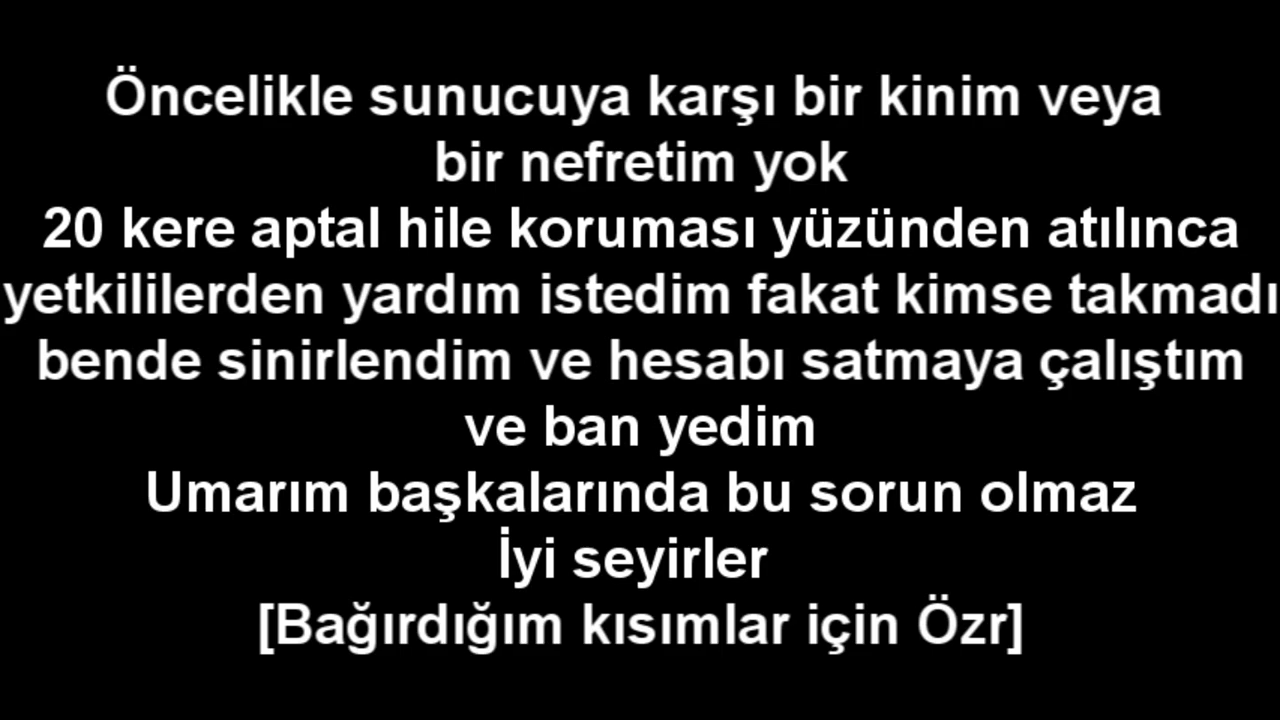 Öncelikle sunucuya karşı bir kinim veya
bir nefretim yok
20 kere aptal hile koruması yüzünden atılınca
yetkililerden yardım istedim fakat kimse takmadı
bende sinirlendim ve hesabı satmaya çalıştım
ve ban yedim
Umarım başkalarında bu sorun olmaz
İyi seyirler
[Bağırdığım kısımlar için Özr]